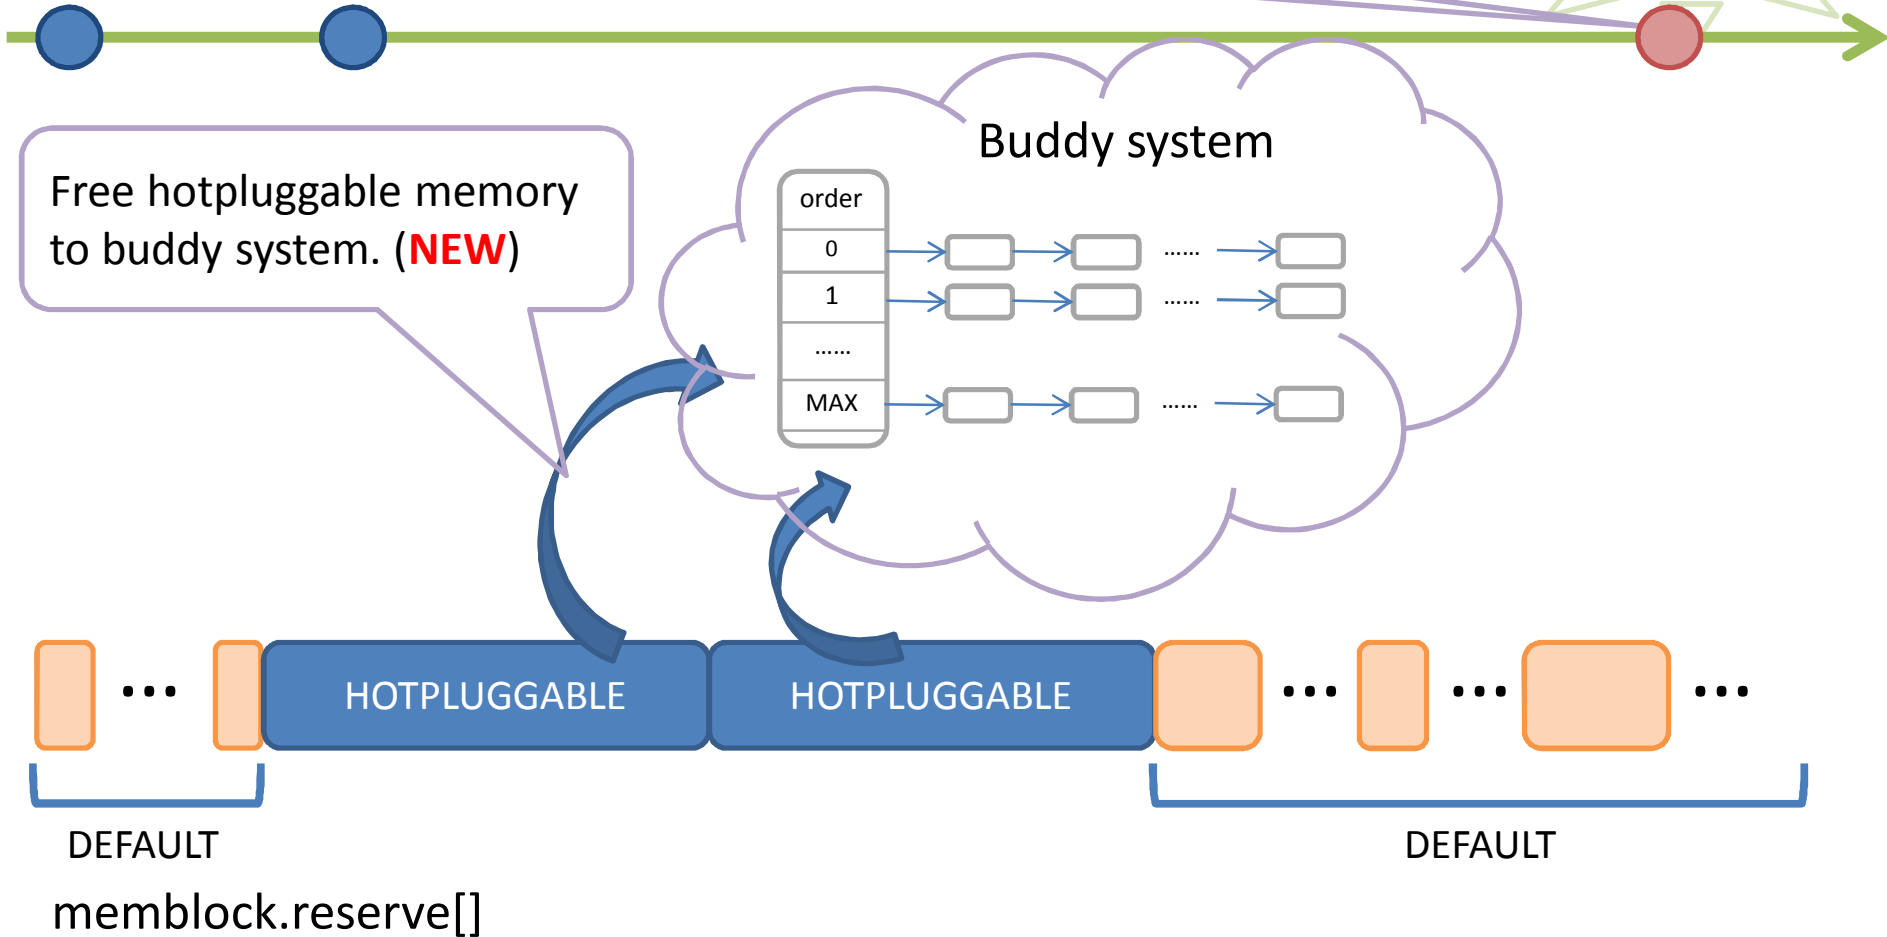 Buddy system
Free hotpluggable memory
to buddy system. (NEW)
order
0 ......
1 ......
......
MAX ......
... HOTPLUGGABLE HOTPLUGGABLE ... ... ...
DEFAULT DEFAULT
memblock.reserve[]